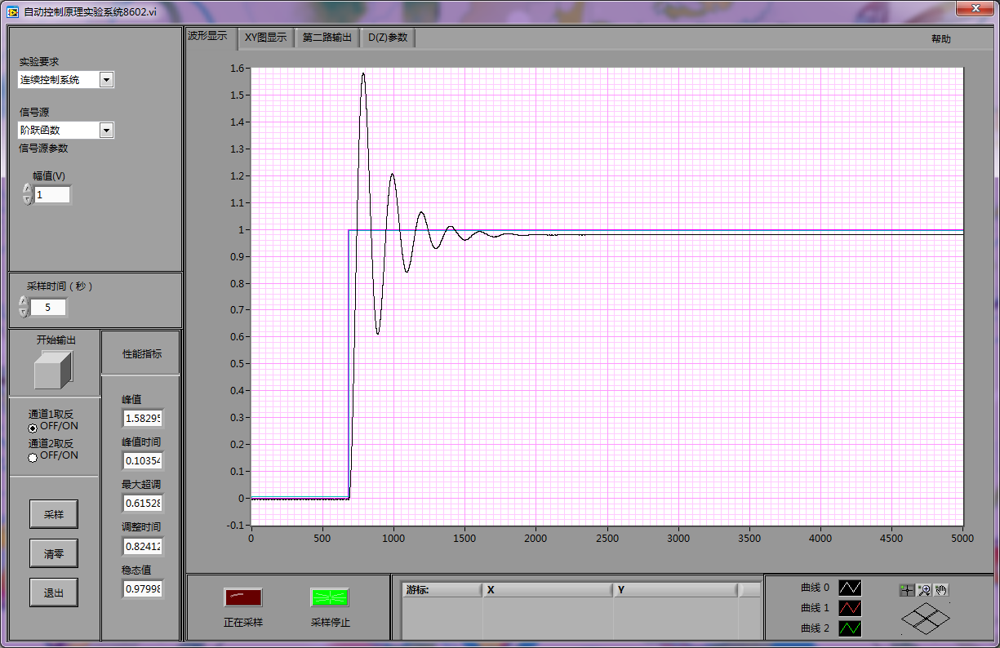 自动控制原理实验系统8602.vi
波形显示 XY图显示 第二路输出 D(Z)参数 帮助
实验要求
连续控制系统
信号源
阶跃函数
信号源参数
幅值(V)
1
采样时间（秒）
5
开始输出
通道1取反
OFF/ON
通道2取反
OFF/ON
采样
清零
退出
性能指标
峰值
1.58295
峰值时间
0.10354
最大超调
0.61528
调整时间
0.82412
稳态值
0.97998
1.6
1.5
1.4
1.3
1.2
1.1
1
0.9
0.8
0.7
0.6
0.5
0.4
0.3
0.2
0.1
0
-0.1
0 500 1000 1500 2000 2500 3000 3500 4000 4500 5000
正在采样
采样停止
游标: X Y
曲线 0
曲线 1
曲线 2